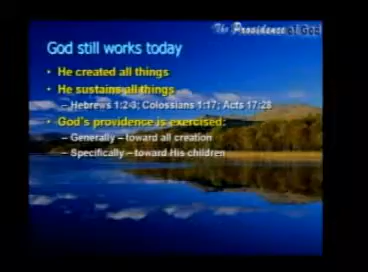 The Providence of God
God still works today
• He created all things
• He sustains all things
– Hebrews 1:2-3; Colossians 1:17; Acts 17:28
• God's providence is exercised:
– Generally – toward all creation
– Specifically – toward His children